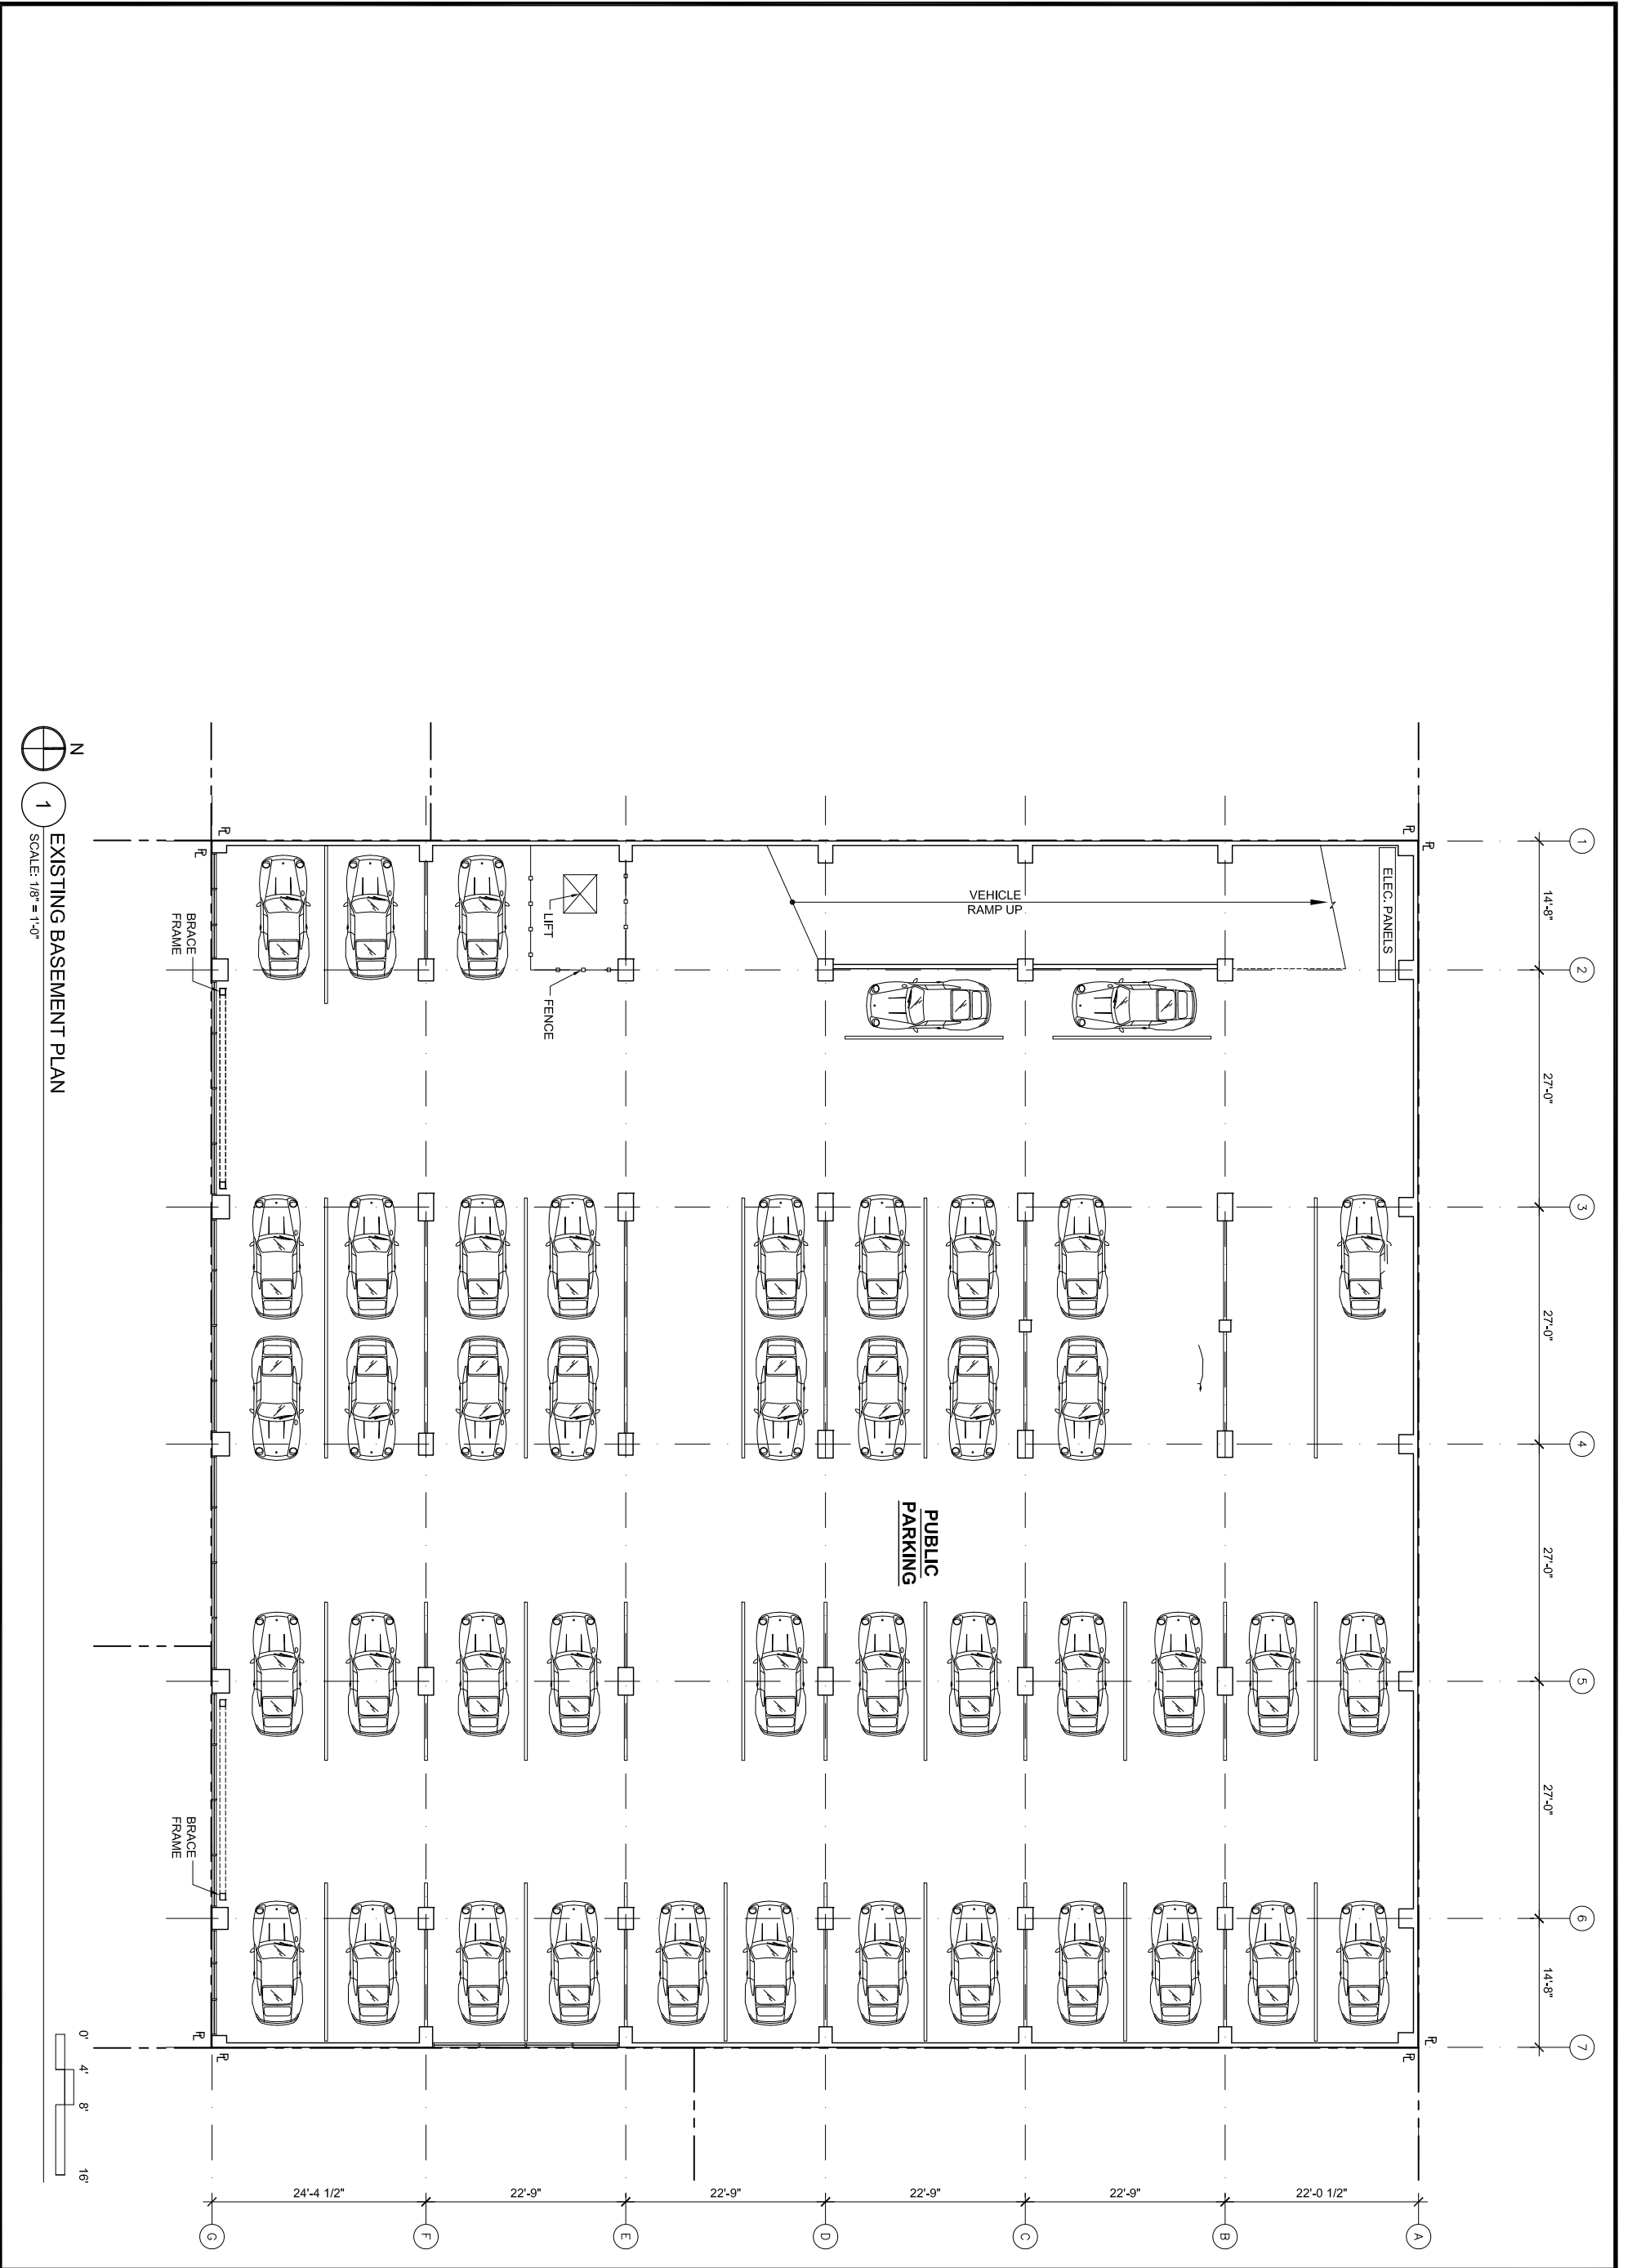 1
2
3
4
5
6
7
14'-8"
27'-0"
27'-0"
27'-0"
27'-0"
14'-8"
A
B
C
D
E
F
G
22'-0 1/2"
22'-9"
22'-9"
22'-9"
22'-9"
24'-4 1/2"
PL
PL
PL
PL
PL
PL
PL
PL
ELEC. PANELS
VEHICLE
RAMP UP
LIFT
FENCE
BRACE
FRAME
PUBLIC
PARKING
BRACE
FRAME
N
1
EXISTING BASEMENT PLAN
SCALE: 1/8" = 1'-0"
0'
4'
8'
16'